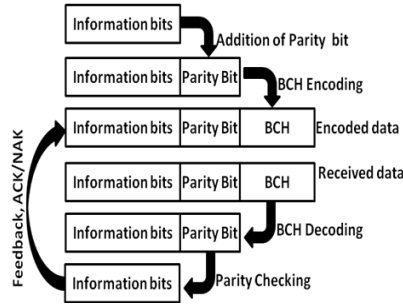 Information bits
Addition of Parity bit
Information bits Parity Bit
BCH Encoding
Information bits Parity Bit BCH Encoded data
Information bits Parity Bit BCH Received data
Information bits Parity Bit BCH Decoding
Information bits Parity Checking
Feedback, ACK/NAK